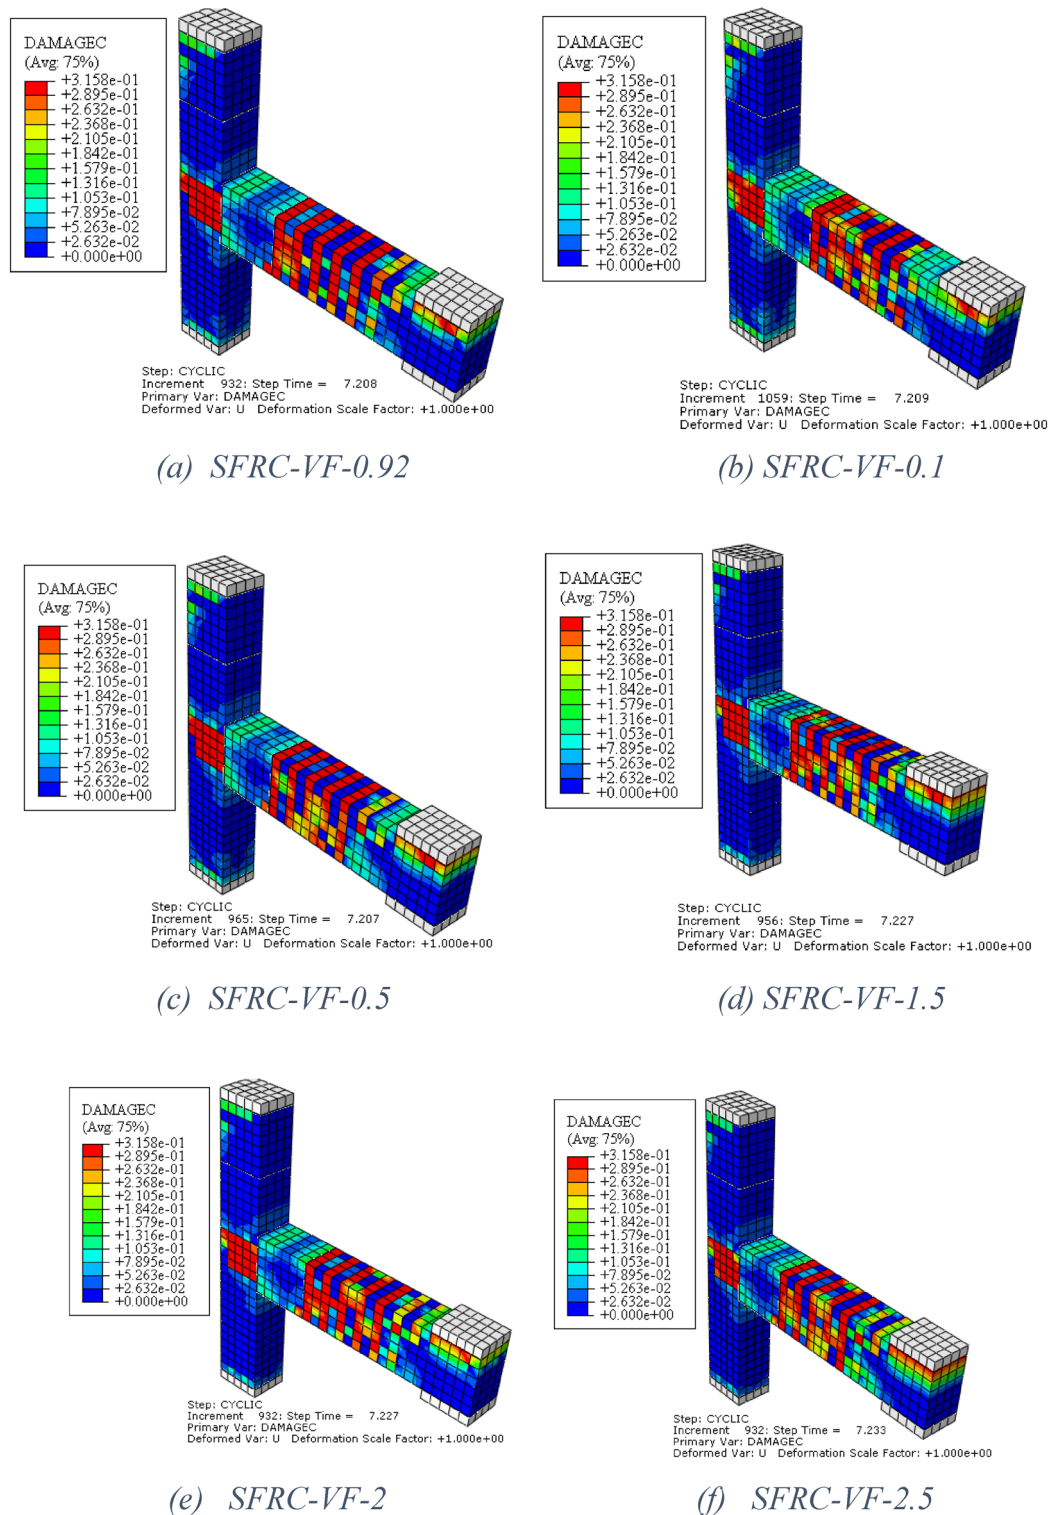 DAMAGEC
(Avg: 75%)
+3.158e-01
+2.895e-01
+2.632e-01
+2.368e-01
+2.105e-01
+1.842e-01
+1.579e-01
+1.316e-01
+1.053e-01
+7.895e-02
+5.263e-02
+2.632e-02
+0.000e+00
Step: CYCLIC
Increment 932: Step Time = 7.208
Primary Var: DAMAGEC
Deformed Var: U Deformation Scale Factor: +1.000e+00
(a) SFRC-VF-0.92
DAMAGEC
(Avg: 75%)
+3.158e-01
+2.895e-01
+2.632e-01
+2.368e-01
+2.105e-01
+1.842e-01
+1.579e-01
+1.316e-01
+1.053e-01
+7.895e-02
+5.263e-02
+2.632e-02
+0.000e+00
Step: CYCLIC
Increment 1059: Step Time = 7.209
Primary Var: DAMAGEC
Deformed Var: U Deformation Scale Factor: +1.000e+00
(b) SFRC-VF-0.1
DAMAGEC
(Avg: 75%)
+3.158e-01
+2.895e-01
+2.632e-01
+2.368e-01
+2.105e-01
+1.842e-01
+1.579e-01
+1.316e-01
+1.053e-01
+7.895e-02
+5.263e-02
+2.632e-02
+0.000e+00
Step: CYCLIC
Increment 965: Step Time = 7.207
Primary Var: DAMAGEC
Deformed Var: U Deformation Scale Factor: +1.000e+00
(c) SFRC-VF-0.5
DAMAGEC
(Avg: 75%)
+3.158e-01
+2.895e-01
+2.632e-01
+2.368e-01
+2.105e-01
+1.842e-01
+1.579e-01
+1.316e-01
+1.053e-01
+7.895e-02
+5.263e-02
+2.632e-02
+0.000e+00
Step: CYCLIC
Increment 956: Step Time = 7.227
Primary Var: DAMAGEC
Deformed Var: U Deformation Scale Factor: +1.000e+00
(d) SFRC-VF-1.5
DAMAGEC
(Avg: 75%)
+3.158e-01
+2.895e-01
+2.632e-01
+2.368e-01
+2.105e-01
+1.842e-01
+1.579e-01
+1.316e-01
+1.053e-01
+7.895e-02
+5.263e-02
+2.632e-02
+0.000e+00
Step: CYCLIC
Increment 932: Step Time = 7.227
Primary Var: DAMAGEC
Deformed Var: U Deformation Scale Factor: +1.000e+00
(e) SFRC-VF-2
DAMAGEC
(Avg: 75%)
+3.158e-01
+2.895e-01
+2.632e-01
+2.368e-01
+2.105e-01
+1.842e-01
+1.579e-01
+1.316e-01
+1.053e-01
+7.895e-02
+5.263e-02
+2.632e-02
+0.000e+00
Step: CYCLIC
Increment 932: Step Time = 7.233
Primary Var: DAMAGEC
Deformed Var: U Deformation Scale Factor: +1.000e+00
(f) SFRC-VF-2.5